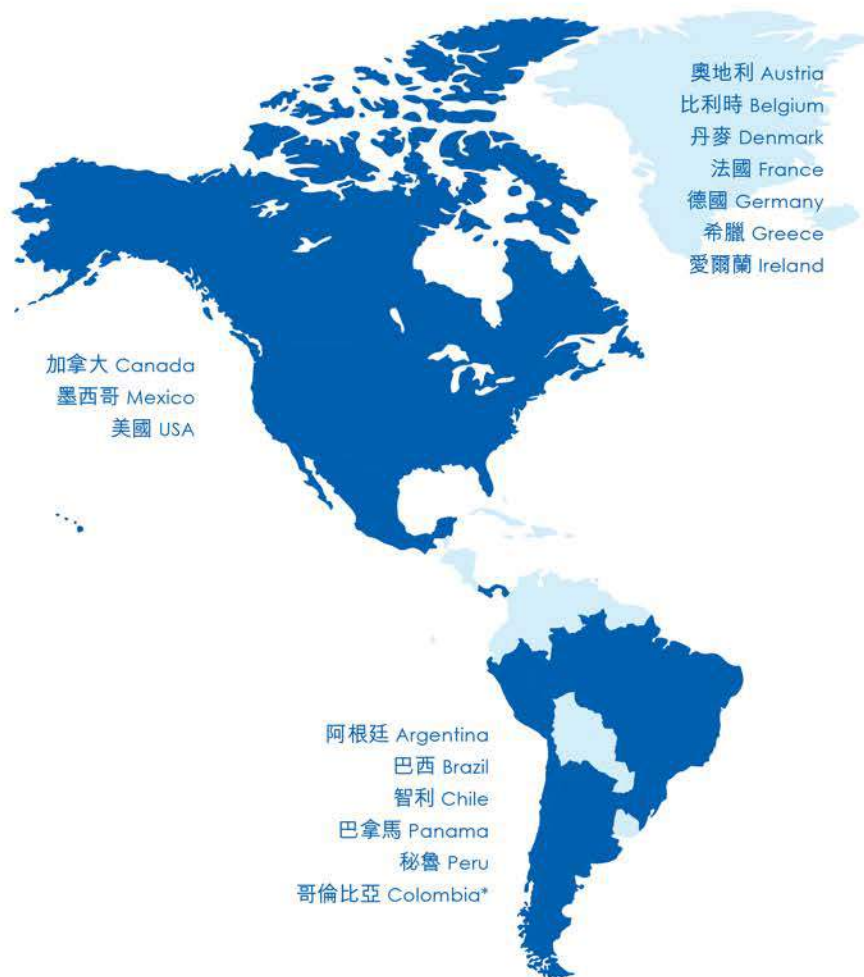 奧地利 Austria
比利時 Belgium
丹麥 Denmark
法國 France
德國 Germany
希臘 Greece
愛爾蘭 Ireland
加拿大 Canada
墨西哥 Mexico
美國 USA
阿根廷 Argentina
巴西 Brazil
智利 Chile
巴拿馬 Panama
秘魯 Peru
哥倫比亞 Colombia*